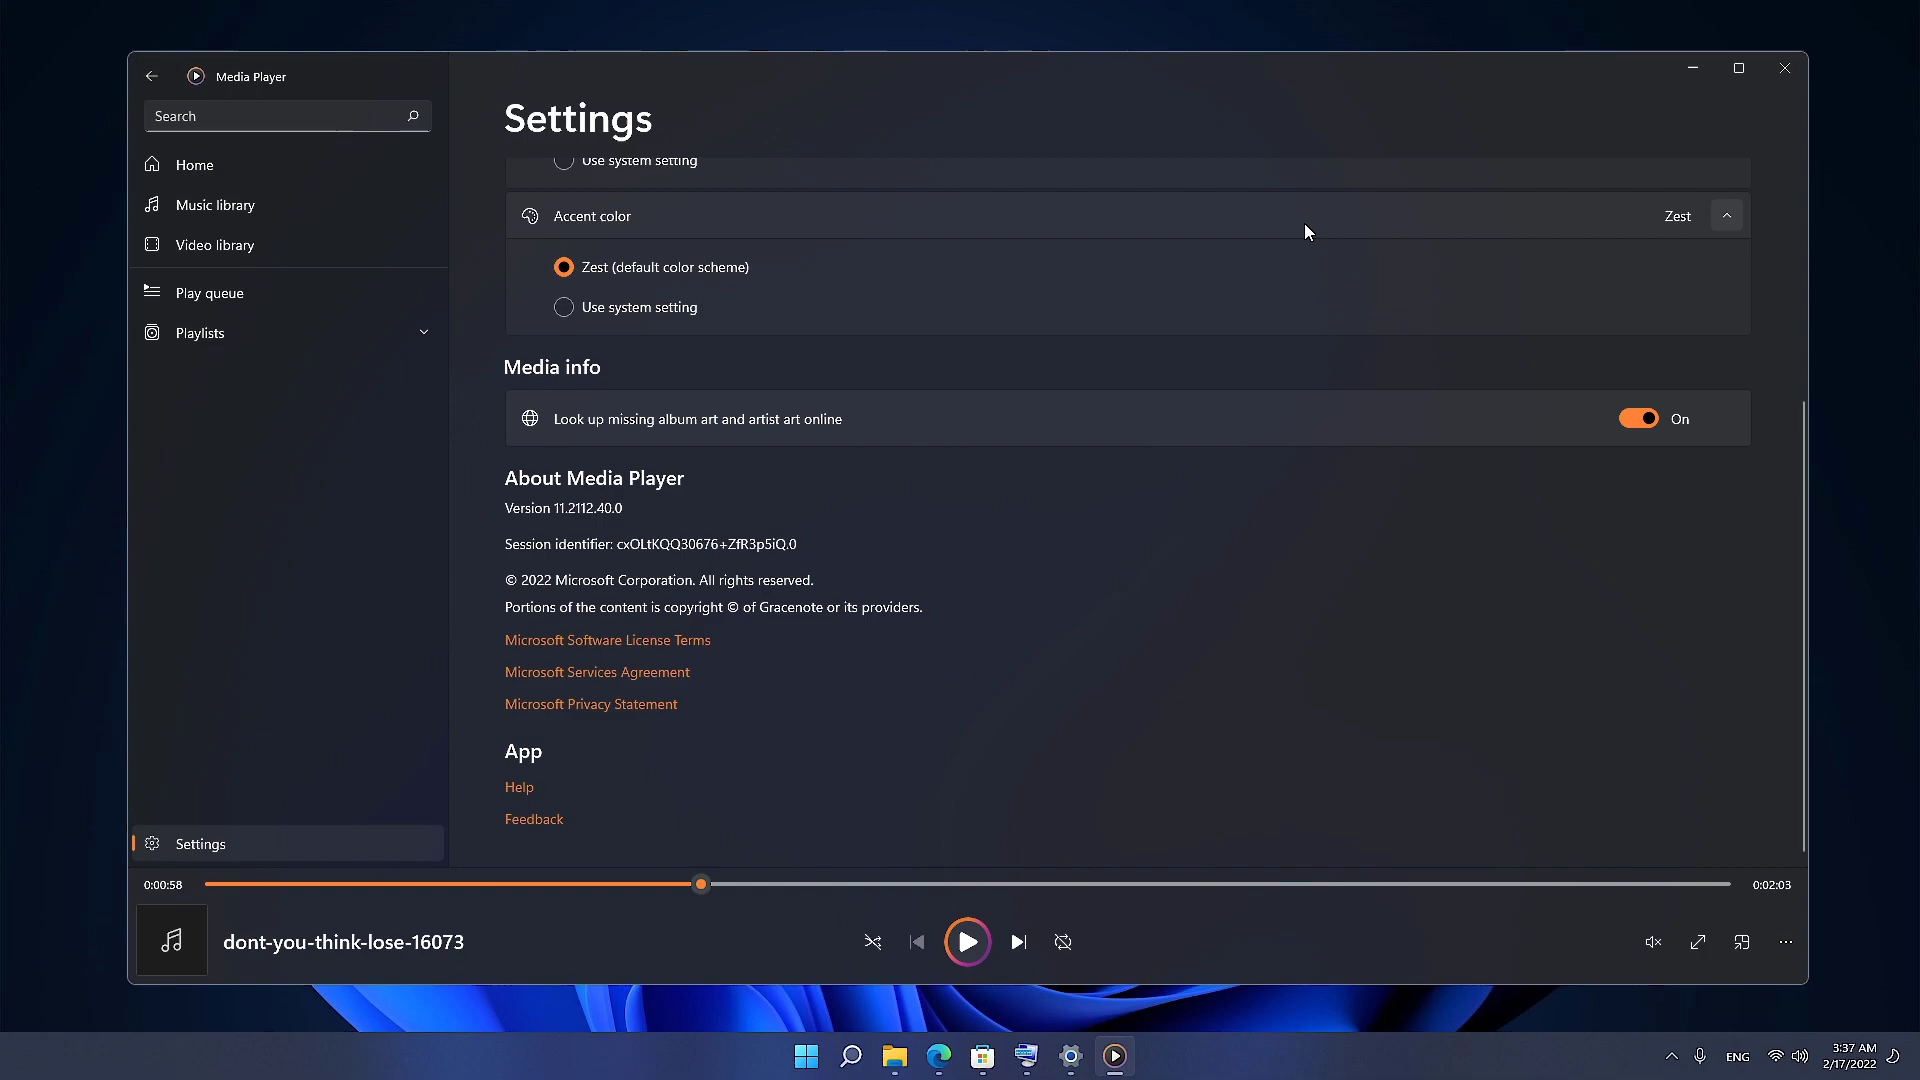 Media Player
Search
Home
Music library
Video library
Play queue
Playlists
Settings
Settings
Use system setting
Accent color
Zest
Zest (default color scheme)
Use system setting
Media info
Look up missing album art and artist art online
On
About Media Player
Version 11.2112.40.0
Session identifier: cxOLtKQQ30676+ZfR3p5iQ.0
© 2022 Microsoft Corporation. All rights reserved.
Portions of the content is copyright © of Gracenote or its providers.
Microsoft Software License Terms
Microsoft Services Agreement
Microsoft Privacy Statement
App
Help
Feedback
0:00:58
0:02:03
dont-you-think-lose-16073
ENG
3:37 AM
2/17/2022